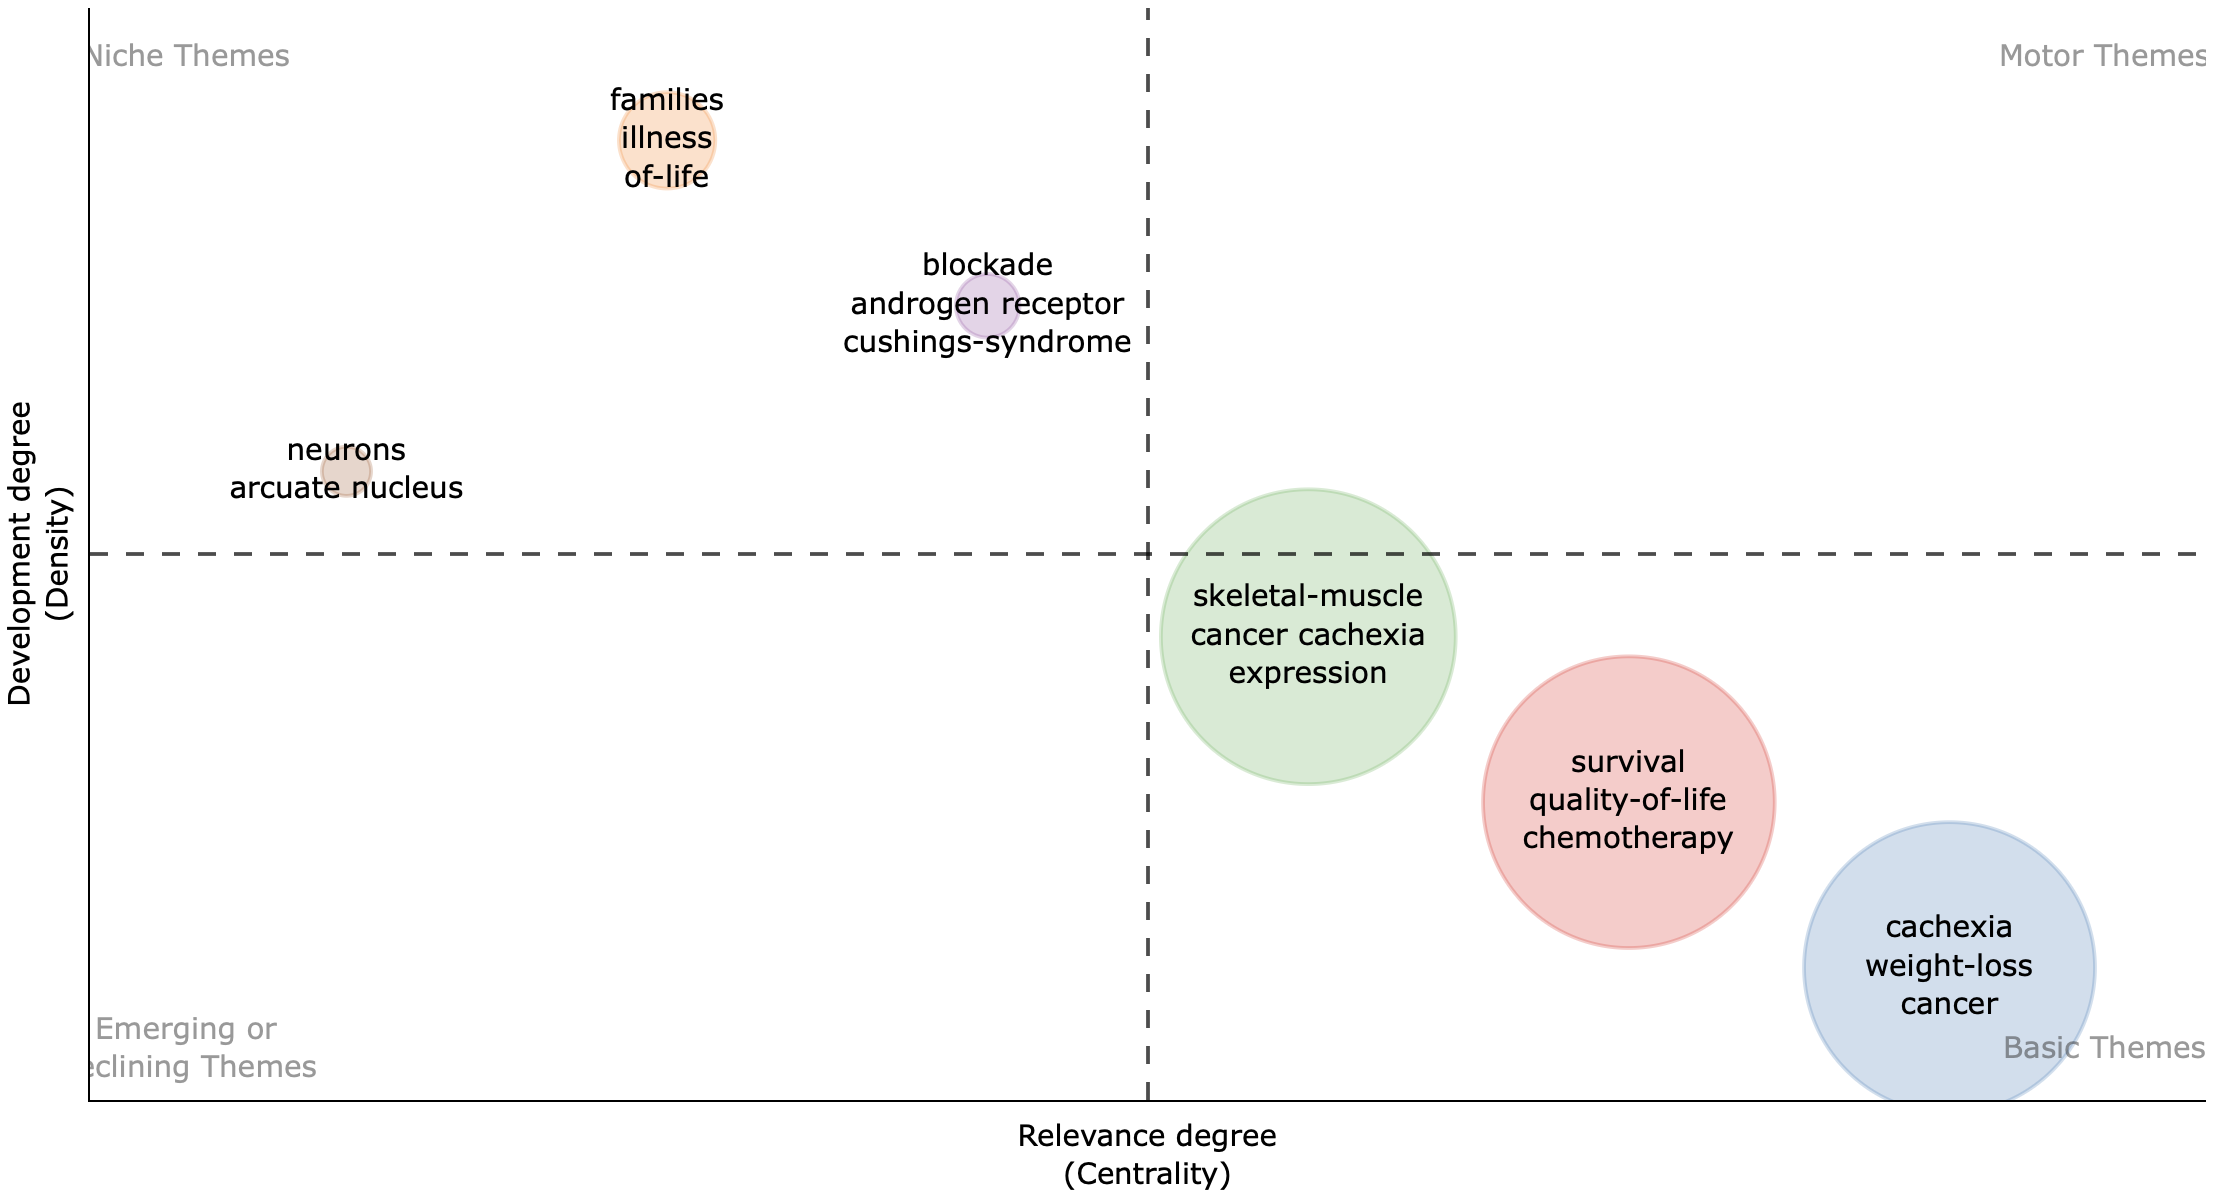 Niche Themes
Motor Themes
families
illness
of-life
blockade
androgen receptor
cushings-syndrome
neurons
arcuate nucleus
Development degree
(Density)
skeletal-muscle
cancer cachexia
expression
survival
quality-of-life
chemotherapy
cachexia
weight-loss
cancer
Emerging or
eclining Themes
Basic Themes
Relevance degree
(Centrality)